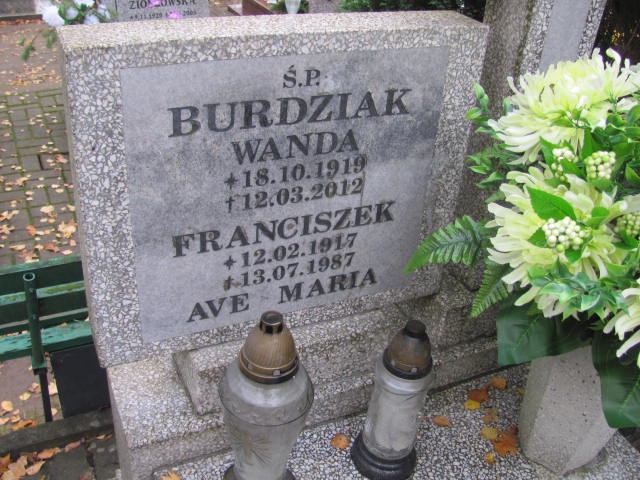 Ś.P.
BURDZIAK
WANDA
* 18.10.1919
† 12.03.2012
FRANCISZEK
* 12.02.1917
† 13.07.1987
AVE MARIA